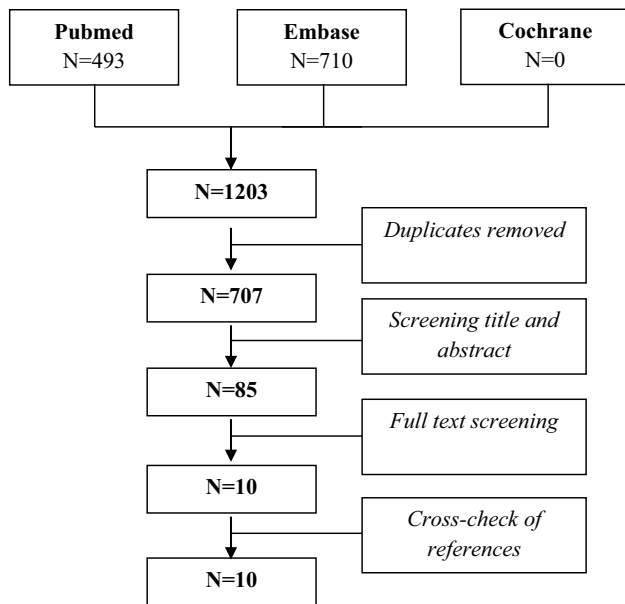 Pubmed
N=493
Embase
N=710
Cochrane
N=0
N=1203
Duplicates removed
N=707
Screening title and
abstract
N=85
Full text screening
N=10
Cross-check of
references
N=10